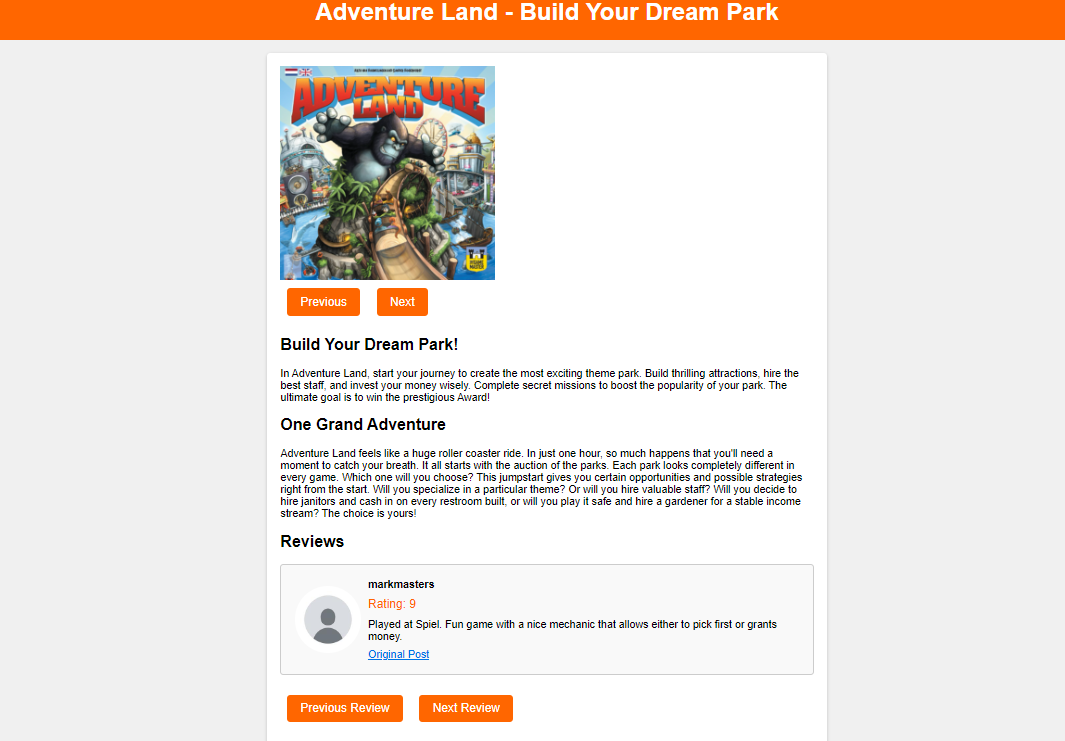 Adventure Land - Build Your Dream Park
ADVENTURE
LAND
Previous
Next
Build Your Dream Park!
In Adventure Land, start your journey to create the most exciting theme park. Build thrilling attractions, hire the
best staff, and invest your money wisely. Complete secret missions to boost the popularity of your park. The
ultimate goal is to win the prestigious Award!
One Grand Adventure
Adventure Land feels like a huge roller coaster ride. In just one hour, so much happens that you'll need a
moment to catch your breath. It all starts with the auction of the parks. Each park looks completely different in
every game. Which one will you choose? This jumpstart gives you certain opportunities and possible strategies
right from the start. Will you specialize in a particular theme? Or will you hire valuable staff? Will you decide to
hire janitors and cash in on every restroom built, or will you play it safe and hire a gardener for a stable income
stream? The choice is yours!
Reviews
markmasters
Rating: 9
Played at Spiel. Fun game with a nice mechanic that allows either to pick first or grants
money.
Original Post
Previous Review
Next Review